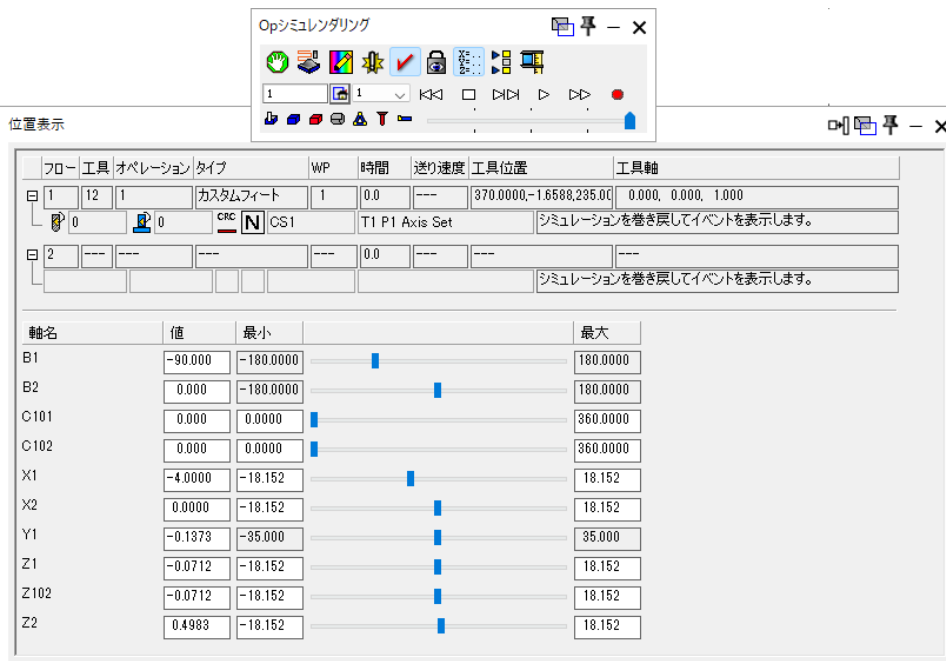 Opシミュレンダリング
X=
Y=
Z=
1 1
位置表示
フロー 工具 オペレーション タイプ WP 時間 送り速度 工具位置 工具軸
1 12 1 カスタムフィート 1 0.0 --- 370.0000,-1.6588,235.00 0.000, 0.000, 1.000
0 0 CRC N CS1 T1 P1 Axis Set シミュレーションを巻き戻してイベントを表示します。
2 --- --- --- --- 0.0 --- --- ---
シミュレーションを巻き戻してイベントを表示します。
軸名 値 最小 最大
B1 -90.000 -180.0000 180.0000
B2 0.000 -180.0000 180.0000
C101 0.000 0.0000 360.0000
C102 0.000 0.0000 360.0000
X1 -4.0000 -18.152 18.152
X2 0.0000 -18.152 18.152
Y1 -0.1373 -35.000 35.000
Z1 -0.0712 -18.152 18.152
Z102 -0.0712 -18.152 18.152
Z2 0.4983 -18.152 18.152